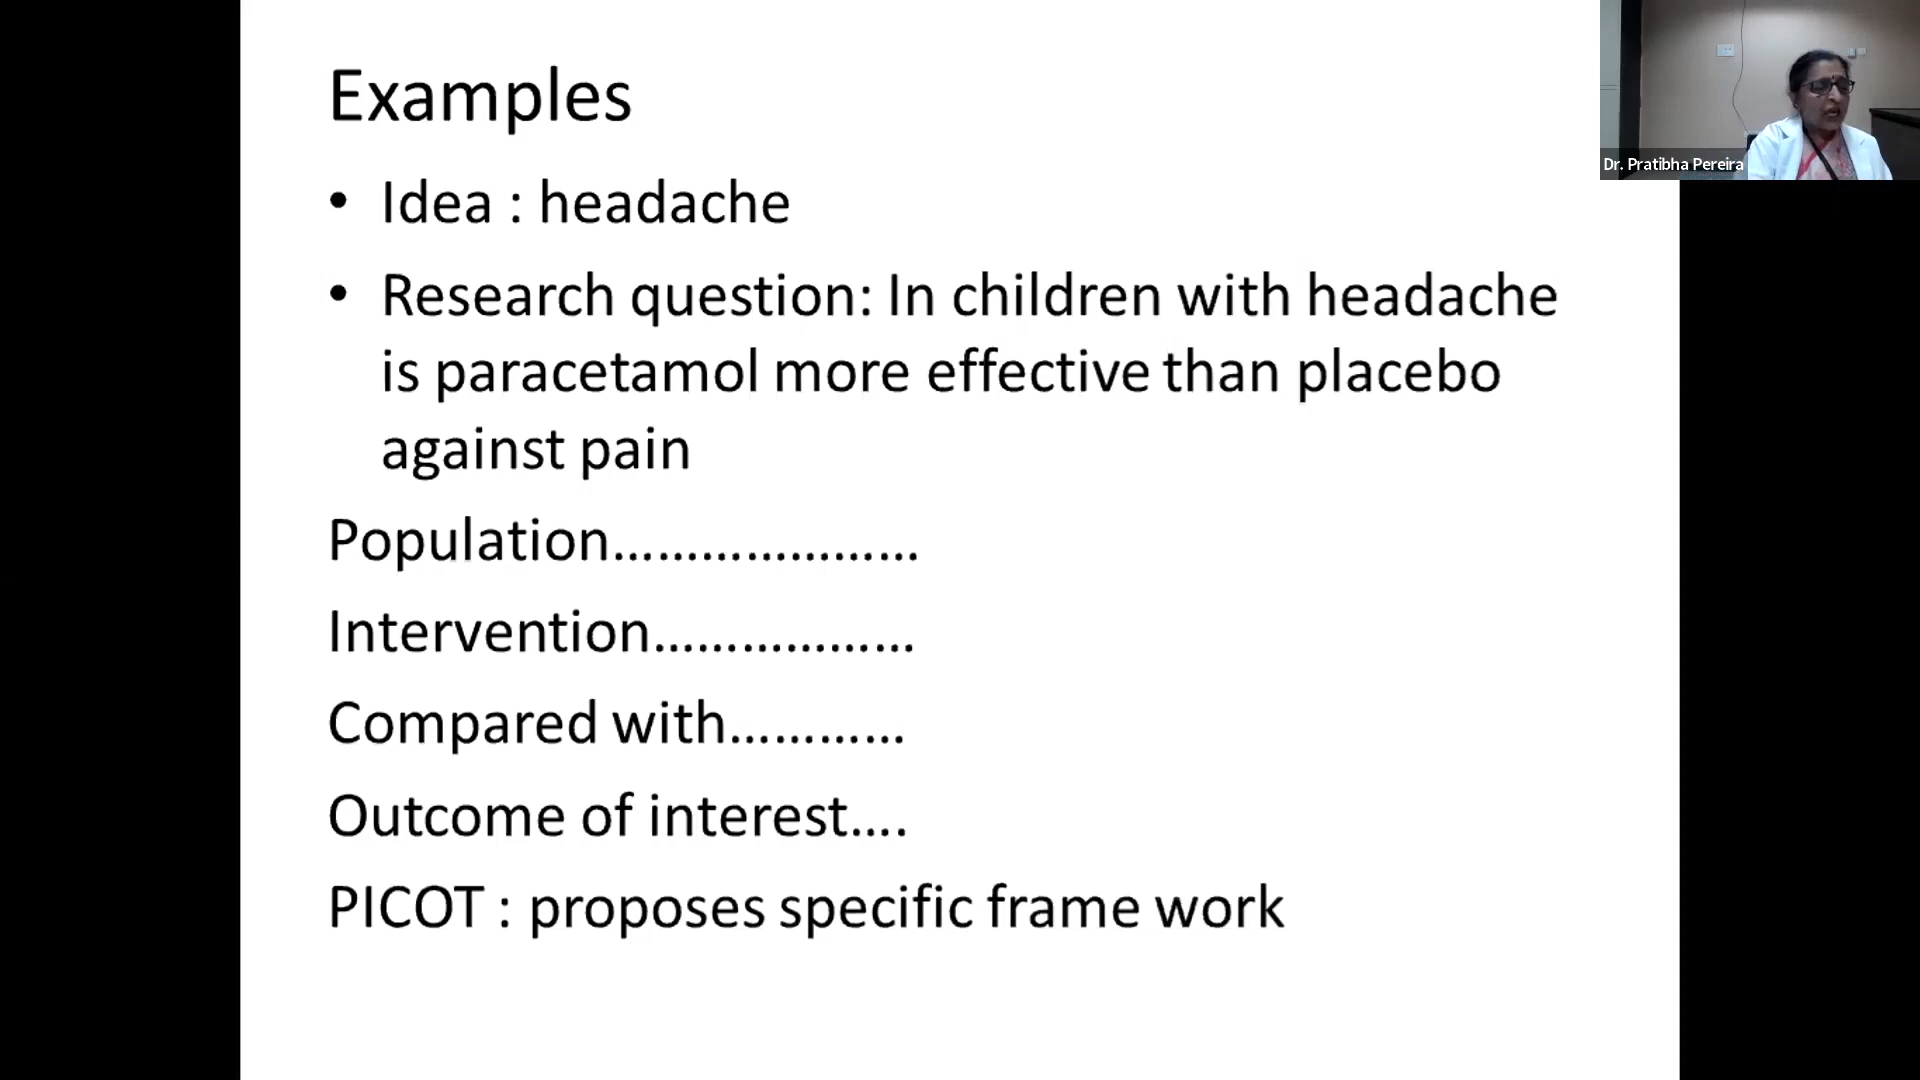 Examples
• Idea : headache
• Research question: In children with headache
is paracetamol more effective than placebo
against pain
Population…………………
Intervention………………
Compared with…………
Outcome of interest….
PICOT : proposes specific frame work
Dr. Pratibha Pereira